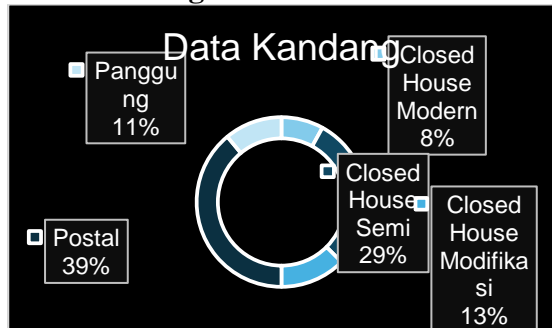 Data Kandang
Closed
House
Modern
8%
Closed
House
Semi
29%
Closed
House
Modifika
si
13%
Postal
39%
Panggu
ng
11%